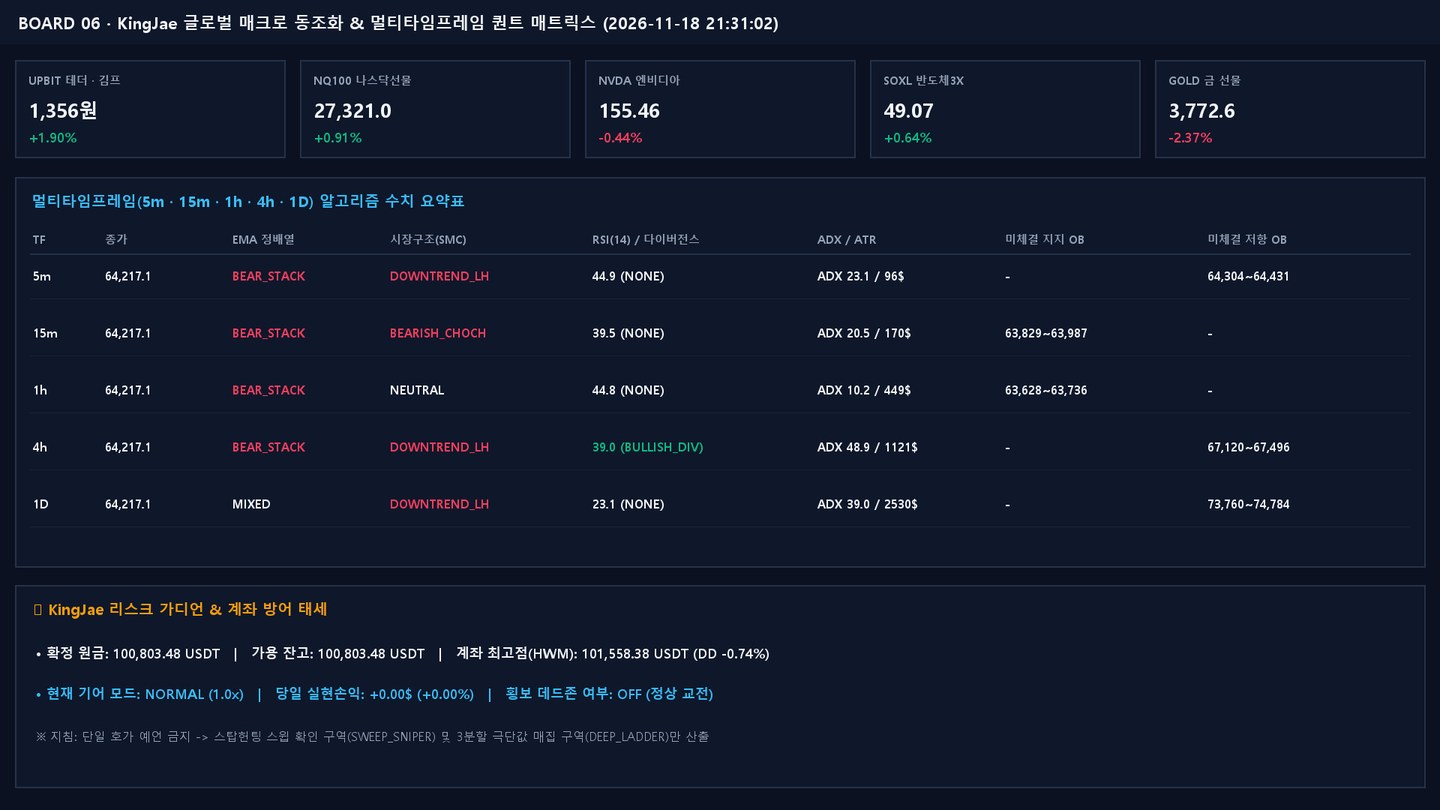 BOARD 06 · KingJae 글로벌 매크로 동조화 & 멀티타임프레임 퀀트 매트릭스 (2026-11-18 21:31:02)
UPBIT 테더 · 김프
1,356원
+1.90%
NQ100 나스닥선물
27,321.0
+0.91%
NVDA 엔비디아
155.46
-0.44%
SOXL 반도체3X
49.07
+0.64%
GOLD 금 선물
3,772.6
-2.37%
멀티타임프레임(5m · 15m · 1h · 4h · 1D) 알고리즘 수치 요약표
TF 종가 EMA 정배열 시장구조(SMC) RSI(14) / 다이버전스 ADX / ATR 미체결 지지 OB 미체결 저항 OB
5m 64,217.1 BEAR_STACK DOWNTREND_LH 44.9 (NONE) ADX 23.1 / 96$ - 64,304~64,431
15m 64,217.1 BEAR_STACK BEARISH_CHOCH 39.5 (NONE) ADX 20.5 / 170$ 63,829~63,987 -
1h 64,217.1 BEAR_STACK NEUTRAL 44.8 (NONE) ADX 10.2 / 449$ 63,628~63,736 -
4h 64,217.1 BEAR_STACK DOWNTREND_LH 39.0 (BULLISH_DIV) ADX 48.9 / 1121$ - 67,120~67,496
1D 64,217.1 MIXED DOWNTREND_LH 23.1 (NONE) ADX 39.0 / 2530$ - 73,760~74,784
KingJae 리스크 가디언 & 계좌 방어 태세
• 확정 원금: 100,803.48 USDT | 가용 잔고: 100,803.48 USDT | 계좌 최고점(HWM): 101,558.38 USDT (DD -0.74%)
• 현재 기어 모드: NORMAL (1.0x) | 당일 실현손익: +0.00$ (+0.00%) | 횡보 데드존 여부: OFF (정상 교전)
※ 지침: 단일 호가 예언 금지 -> 스탑헌팅 스윕 확인 구역(SWEEP_SNIPER) 및 3분할 극단값 매집 구역(DEEP_LADDER)만 산출